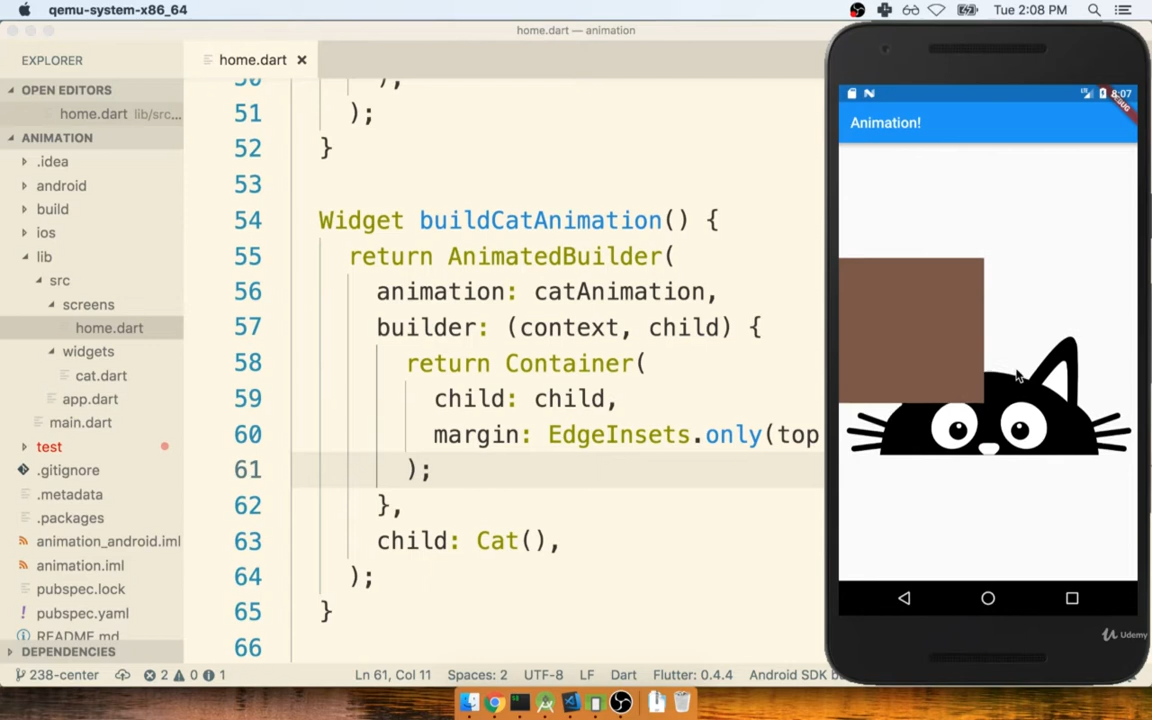 qemu-system-x86_64
Tue 2:08 PM
home.dart — animation
EXPLORER
home.dart ×
OPEN EDITORS
home.dart lib/src...
ANIMATION
.idea
android
build
ios
lib
src
screens
home.dart
widgets
cat.dart
app.dart
main.dart
test
.gitignore
.metadata
.packages
animation_android.iml
animation.iml
pubspec.lock
pubspec.yaml
README.md
DEPENDENCIES
50 ),
51 );
52 }
53
54 Widget buildCatAnimation() {
55 return AnimatedBuilder(
56 animation: catAnimation,
57 builder: (context, child) {
58 return Container(
59 child: child,
60 margin: EdgeInsets.only(top
61 );
62 },
63 child: Cat(),
64 );
65 }
66
8:07
DEBUG
Animation!
Udemy
238-center
2 0 1
Ln 61, Col 11
Spaces: 2
UTF-8
LF
Dart
Flutter: 0.4.4
Android SDK